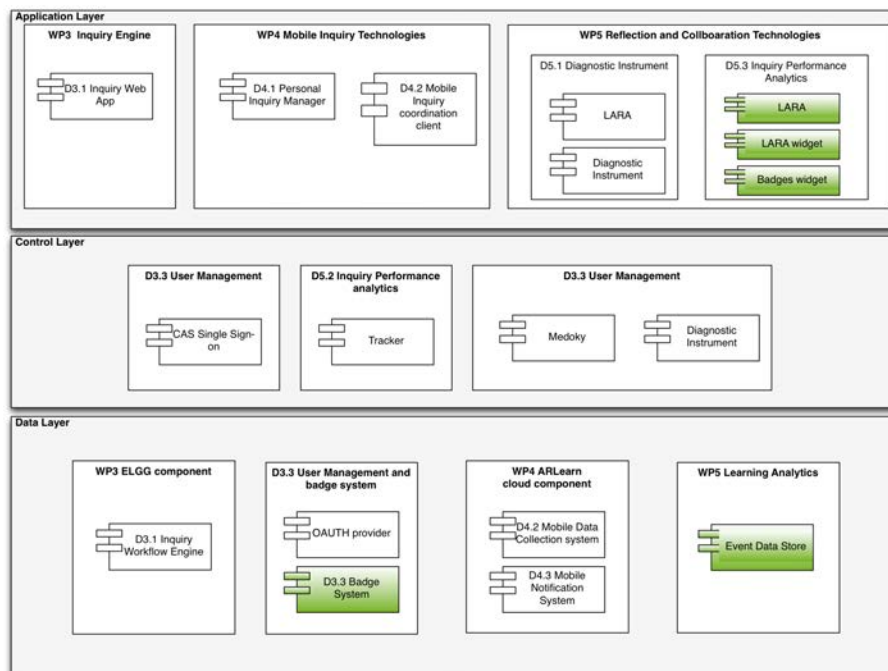 Application Layer
WP3 Inquiry Engine
D3.1 Inquiry Web
App
WP4 Mobile Inquiry Technologies
D4.1 Personal
Inquiry Manager
D4.2 Mobile
Inquiry
coordination
client
WP5 Reflection and Collboaration Technologies
D5.1 Diagnostic Instrument
LARA
Diagnostic
Instrument
D5.3 Inquiry Performance
Analytics
LARA
LARA widget
Badges widget
Control Layer
D3.3 User Management
CAS Single Sign-
on
D5.2 Inquiry Performance
analytics
Tracker
D3.3 User Management
Medoky
Diagnostic
Instrument
Data Layer
WP3 ELGG component
D3.1 Inquiry
Workflow Engine
D3.3 User Management and
badge system
OAUTH provider
D3.3 Badge
System
WP4 ARLearn
cloud component
D4.2 Mobile Data
Collection system
D4.3 Mobile
Notification
System
WP5 Learning Analytics
Event Data Store